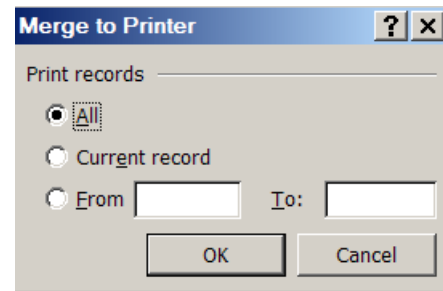 Merge to Printer ? ×
Print records
All
Current record
From To:
OK Cancel